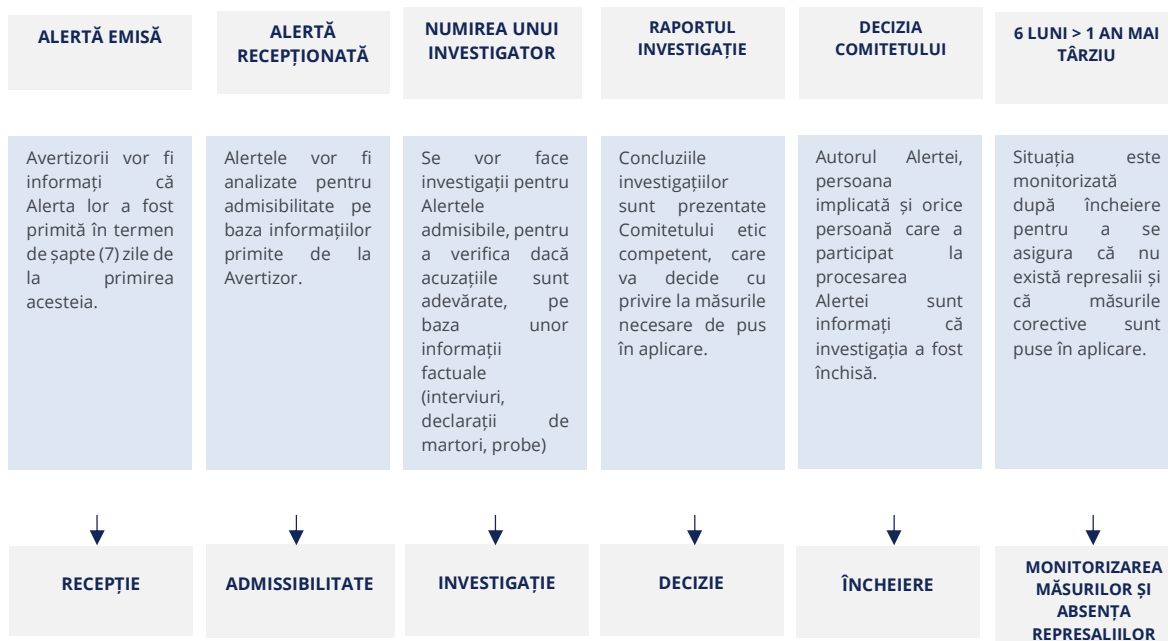 ALERTĂ EMISĂ
ALERTĂ
RECEPȚIONATĂ
NUMIREA UNUI
INVESTIGATOR
RAPORTUL
INVESTIGAȚIE
DECIZIA
COMITETULUI
6 LUNI > 1 AN MAI
TÂRZIU
Avertizorii vor fi
informați că
Alerta lor a fost
primită în termen
de șapte (7) zile de
la primirea
acesteia.
Alertele vor fi
analizate pentru
admisibilitate pe
baza informațiilor
primite de la
Avertizor.
Se vor face
investigații pentru
Alertele
admisibile, pentru
a verifica dacă
acuzațiile sunt
adevărate, pe
baza unor
informații
factuale
(interviuri,
declarații de
martori, probe)
Concluziile
investigațiilor
sunt prezentate
Comitetului etic
competent, care
va decide cu
privire la măsurile
necesare de pus
în aplicare.
Autorul Alertei,
persoana
implicată și orice
persoană care a
participat la
procesarea
Alertei sunt
informați că
investigația a fost
închisă.
Situația este
monitorizată
după încheiere
pentru a se
asigura că nu
există represalii și
că măsurile
corective sunt
puse în aplicare.
RECEPȚIE
ADMISSIBILITATE
INVESTIGAȚIE
DECIZIE
ÎNCHEIERE
MONITORIZAREA
MĂSURILOR ȘI
ABSENȚA
REPRESALIILOR